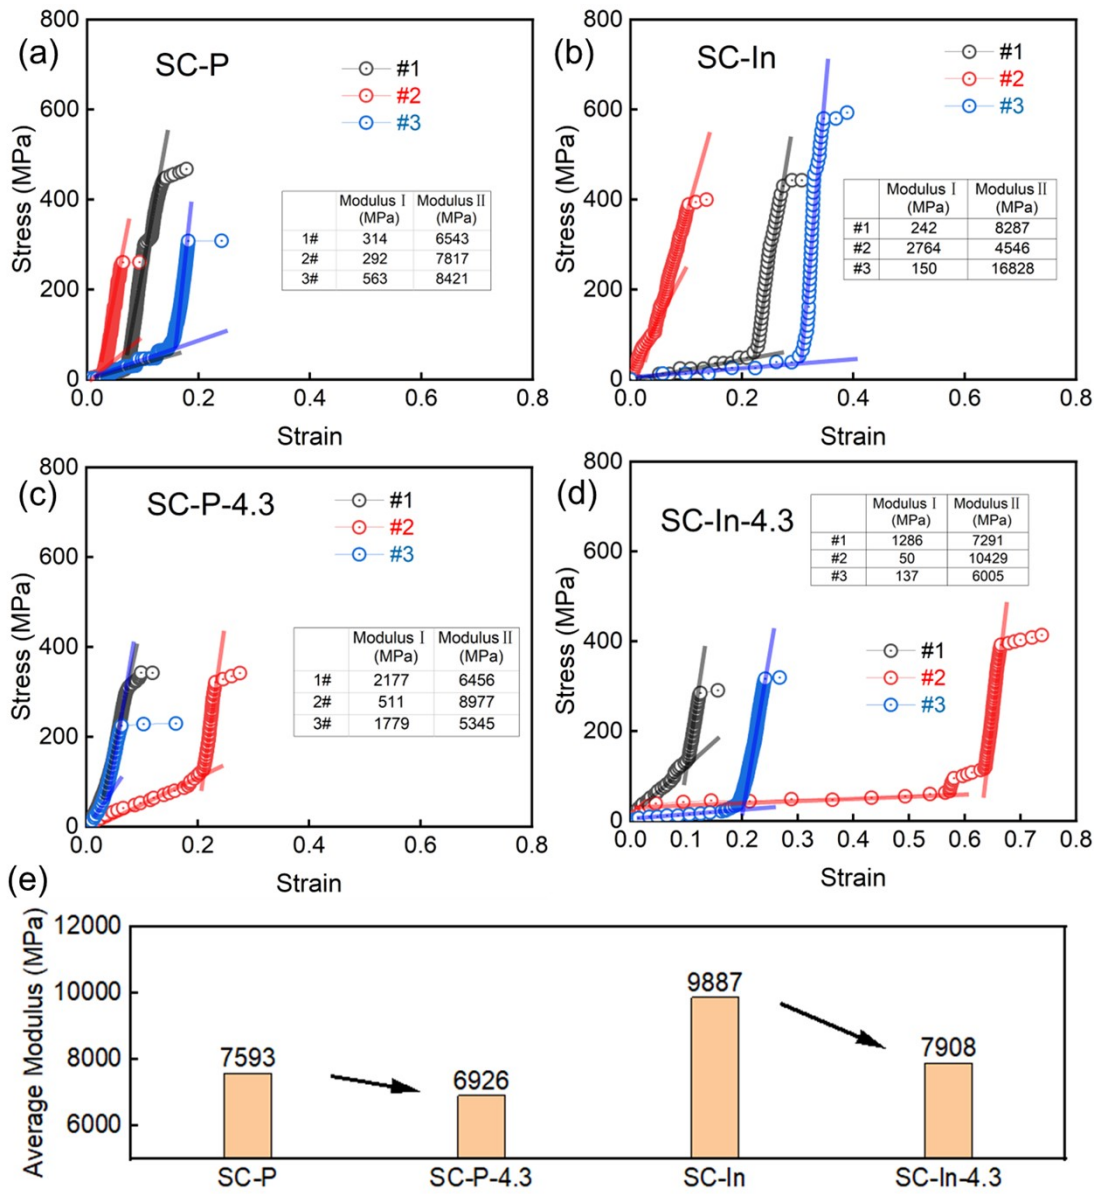 (a)
SC-P
#1
#2
#3
Modulus Ⅰ Modulus Ⅱ
(MPa) (MPa)
1# 314 6543
2# 292 7817
3# 563 8421
800
600
400
200
0
0.0 0.2 0.4 0.6 0.8
Stress (MPa)
Strain
(b)
SC-In
#1
#2
#3
Modulus Ⅰ Modulus Ⅱ
(MPa) (MPa)
#1 242 8287
#2 2764 4546
#3 150 16828
800
600
400
200
0
0.0 0.2 0.4 0.6 0.8
Stress (MPa)
Strain
(c)
SC-P-4.3
#1
#2
#3
Modulus Ⅰ Modulus Ⅱ
(MPa) (MPa)
1# 2177 6456
2# 511 8977
3# 1779 5345
800
600
400
200
0
0.0 0.2 0.4 0.6 0.8
Stress (MPa)
Strain
(d)
SC-In-4.3
Modulus Ⅰ Modulus Ⅱ
(MPa) (MPa)
#1 1286 7291
#2 50 10429
#3 137 6005
#1
#2
#3
800
600
400
200
0
0.0 0.1 0.2 0.3 0.4 0.5 0.6 0.7 0.8
Stress (MPa)
Strain
(e)
Average Modulus (MPa)
12000
10000
8000
6000
7593
6926
9887
7908
SC-P SC-P-4.3 SC-In SC-In-4.3